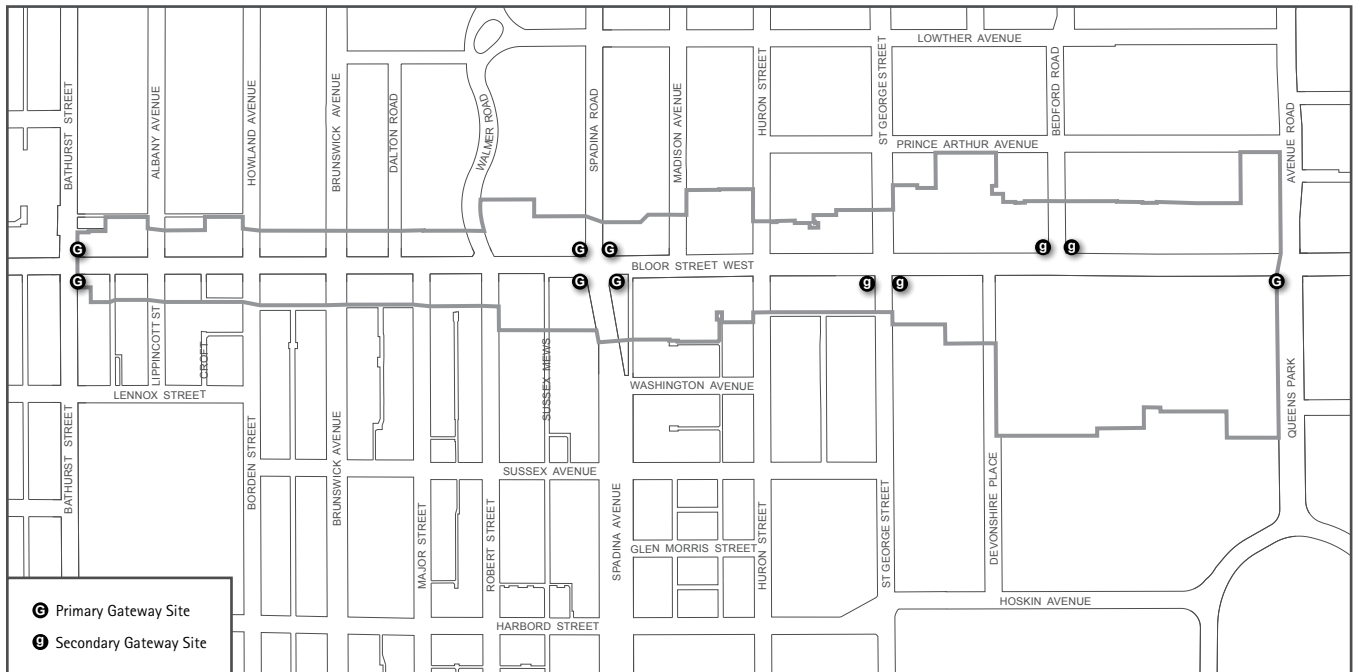 LOWTHER AVENUE
BATHURST STREET
ALBANY AVENUE
HOWLAND AVENUE
BRUNSWICK AVENUE
DALTON ROAD
WALMER ROAD
SPADINA ROAD
MADISON AVENUE
HURON STREET
ST GEORGE STREET
BEDFORD ROAD
AVENUE ROAD
PRINCE ARTHUR AVENUE
G
G
G
g
g
BLOOR STREET WEST
G
G
G
g
g
G
LIPPINCOTT ST
CROFT
SUSSEX MEWS
WASHINGTON AVENUE
LENNOX STREET
QUEENS PARK
BATHURST STREET
BORDEN STREET
BRUNSWICK AVENUE
SUSSEX AVENUE
MAJOR STREET
ROBERT STREET
SPADINA AVENUE
GLEN MORRIS STREET
HURON STREET
ST GEORGE STREET
DEVONSHIRE PLACE
HOSKIN AVENUE
HARBORD STREET
G Primary Gateway Site
g Secondary Gateway Site